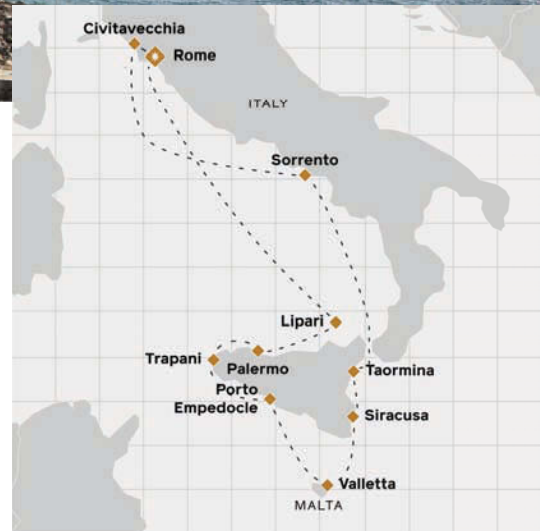 Civitavecchia
Rome
ITALY
Sorrento
Lipari
Trapani
Palermo
Taormina
Porto
Empedocle
Siracusa
Valletta
MALTA